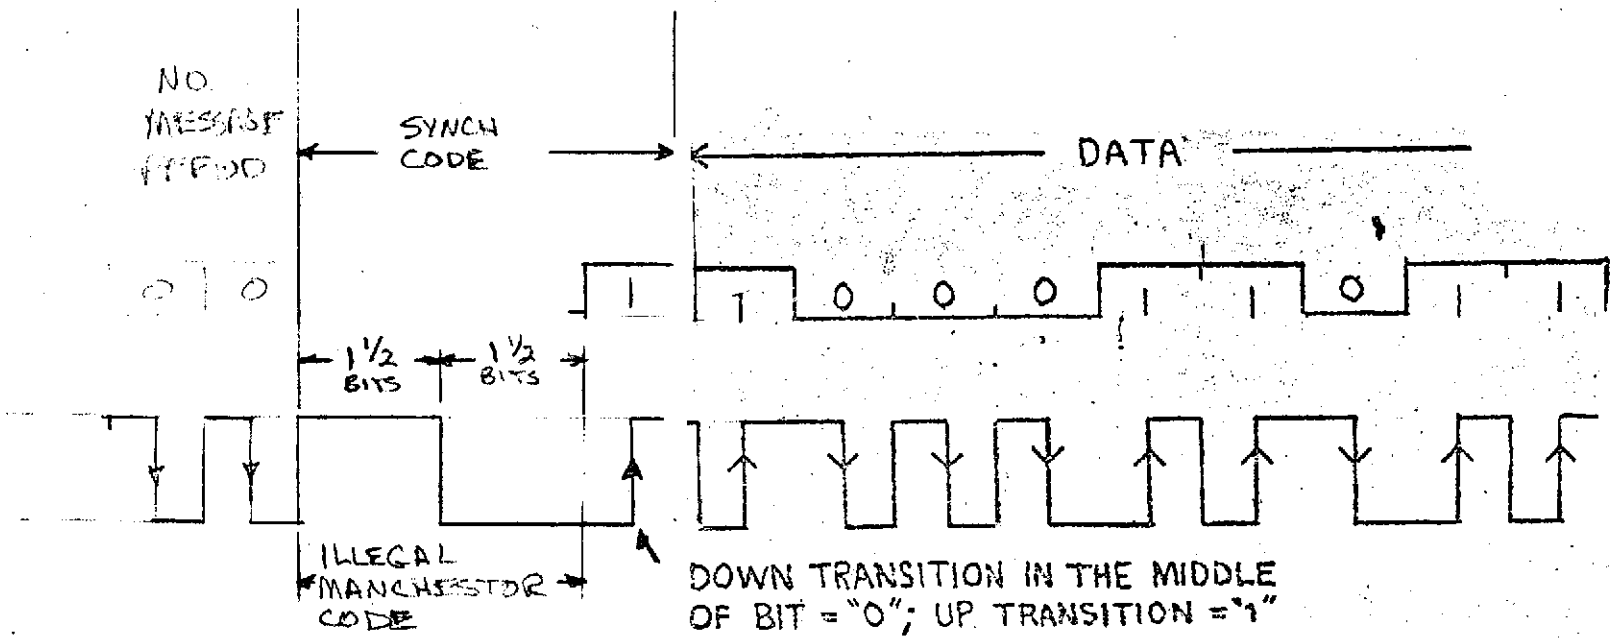 NO
MESSAGE
SYNCH
CODE
DATA
0 0
1 1 0 0 0 1 1 0 1 1
1 1/2
BITS
1 1/2
BITS
ILLEGAL
MANCHESTOR
CODE
DOWN TRANSITION IN THE MIDDLE
OF BIT = "0"; UP TRANSITION = "1"